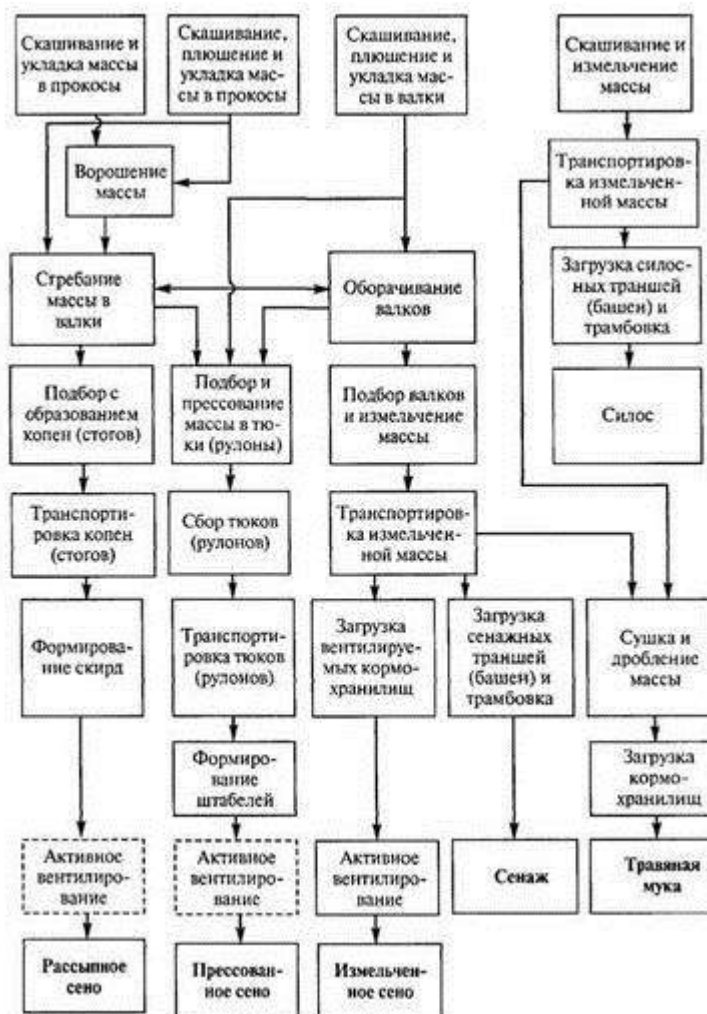 Скашивание и
укладка массы
в прокосы
Скашивание,
плюшение и
укладка мас-
сы в прокосы
Скашивание,
плюшение и
укладка мас-
сы в валки
Скашивание и
измельчение
массы
Ворошение
массы
Транспортиров-
ка измельчен-
ной массы
Стребание
массы в
валки
Оборачивание
валков
Загрузка силос-
ных траншей
(башен) и
трамбовка
Подбор с
образованием
копен (стогов)
Подбор и
прессование
массы в тю-
ки (рулоны)
Подбор валков
и измельчение
массы
Силос
Транспорти-
ровка копен
(стогов)
Сбор тюков
(рулонов)
Транспортиров-
ка измельчен-
ной массы
Формирование
скирд
Транспорти-
ровка тюков
(рулонов)
Загрузка
вентилируе-
мых кормо-
хранилищ
Загрузка
сенажных
траншей
(башен) и
трамбовка
Сушка и
дробление
массы
Формиро-
вание
штабелей
Загрузка
кормо-
хранилищ
Активное
вентилиро-
вание
Активное
вентилиро-
вание
Активное
вентилиро-
вание
Сенаж
Травяная
мука
Рассыпное
сено
Прессован-
ное сено
Измельчен-
ное сено